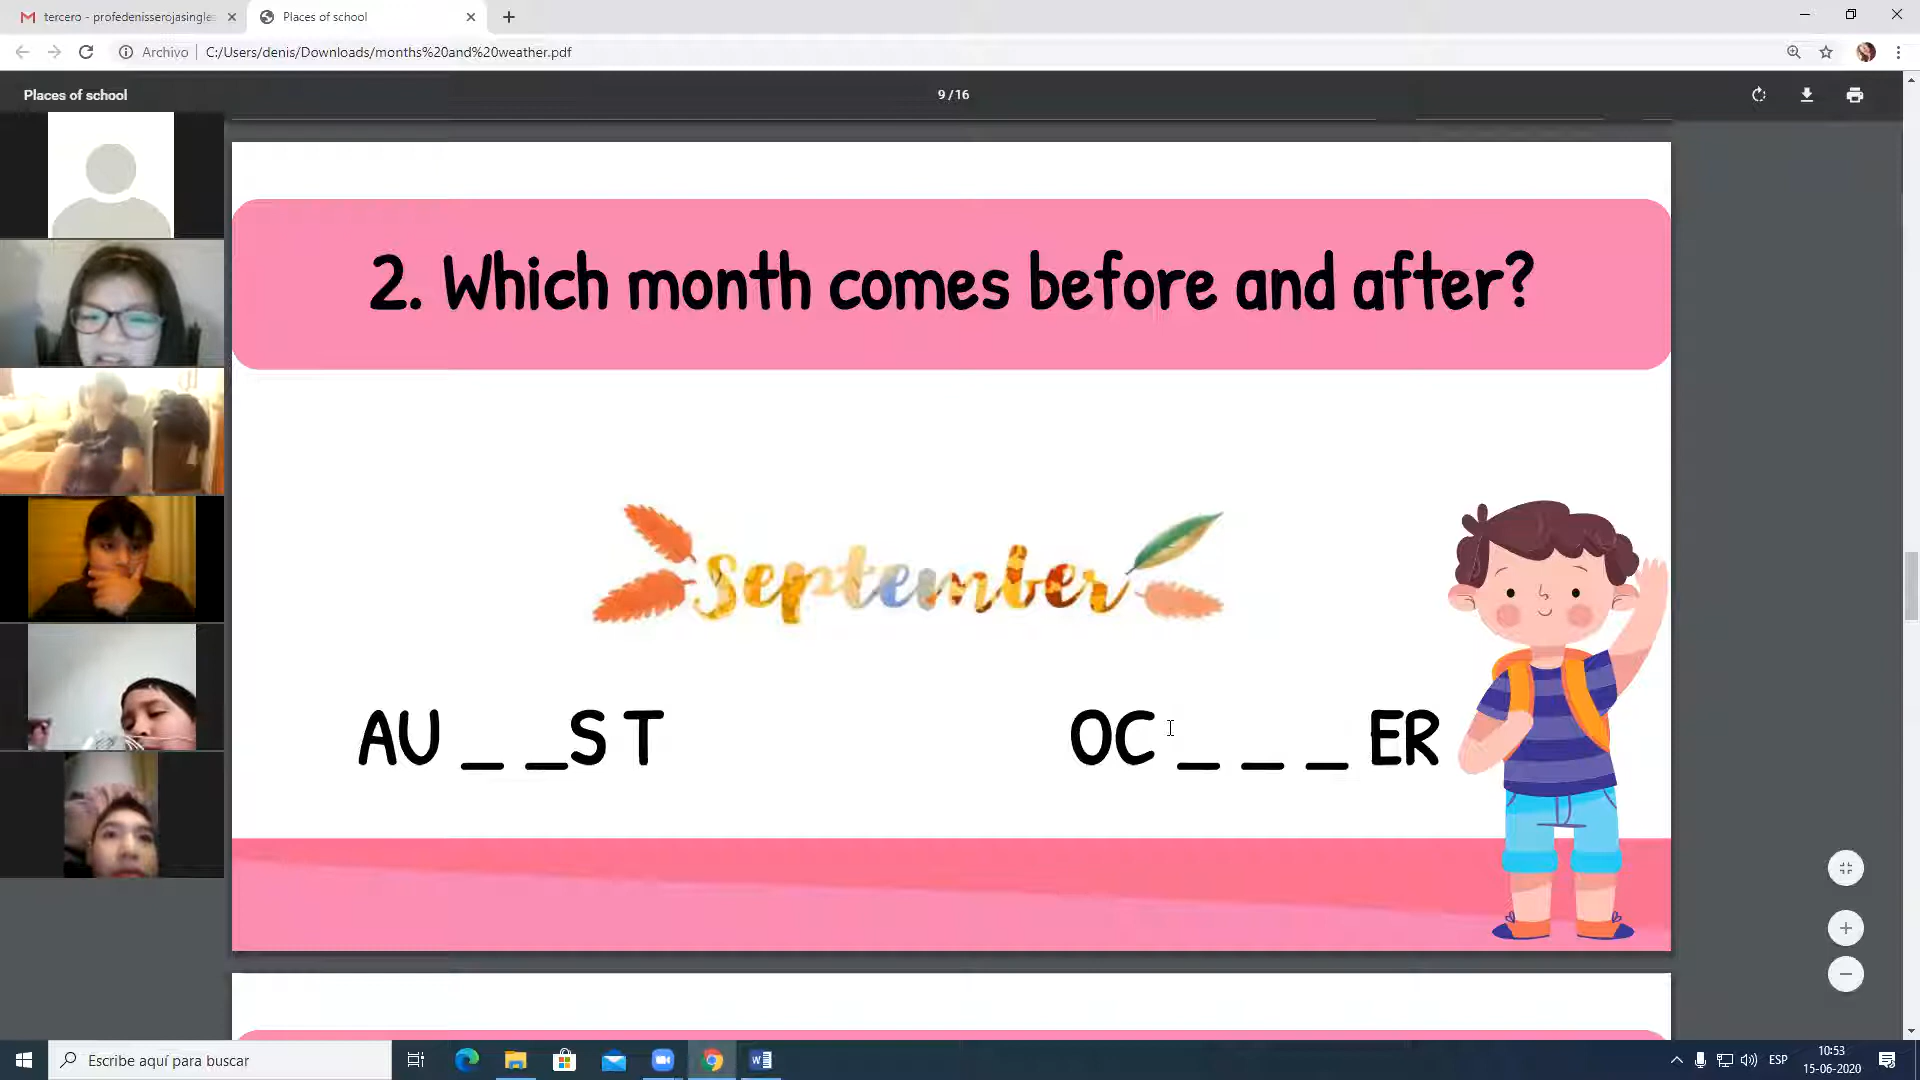 tercero - profedenisserojasingles
Places of school
Archivo
C:/Users/denis/Downloads/months%20and%20weather.pdf
Places of school
9 / 16
2. Which month comes before and after?
September
AU _ _S T
OC _ _ _ ER
Escribe aquí para buscar
ESP
10:53
15-06-2020